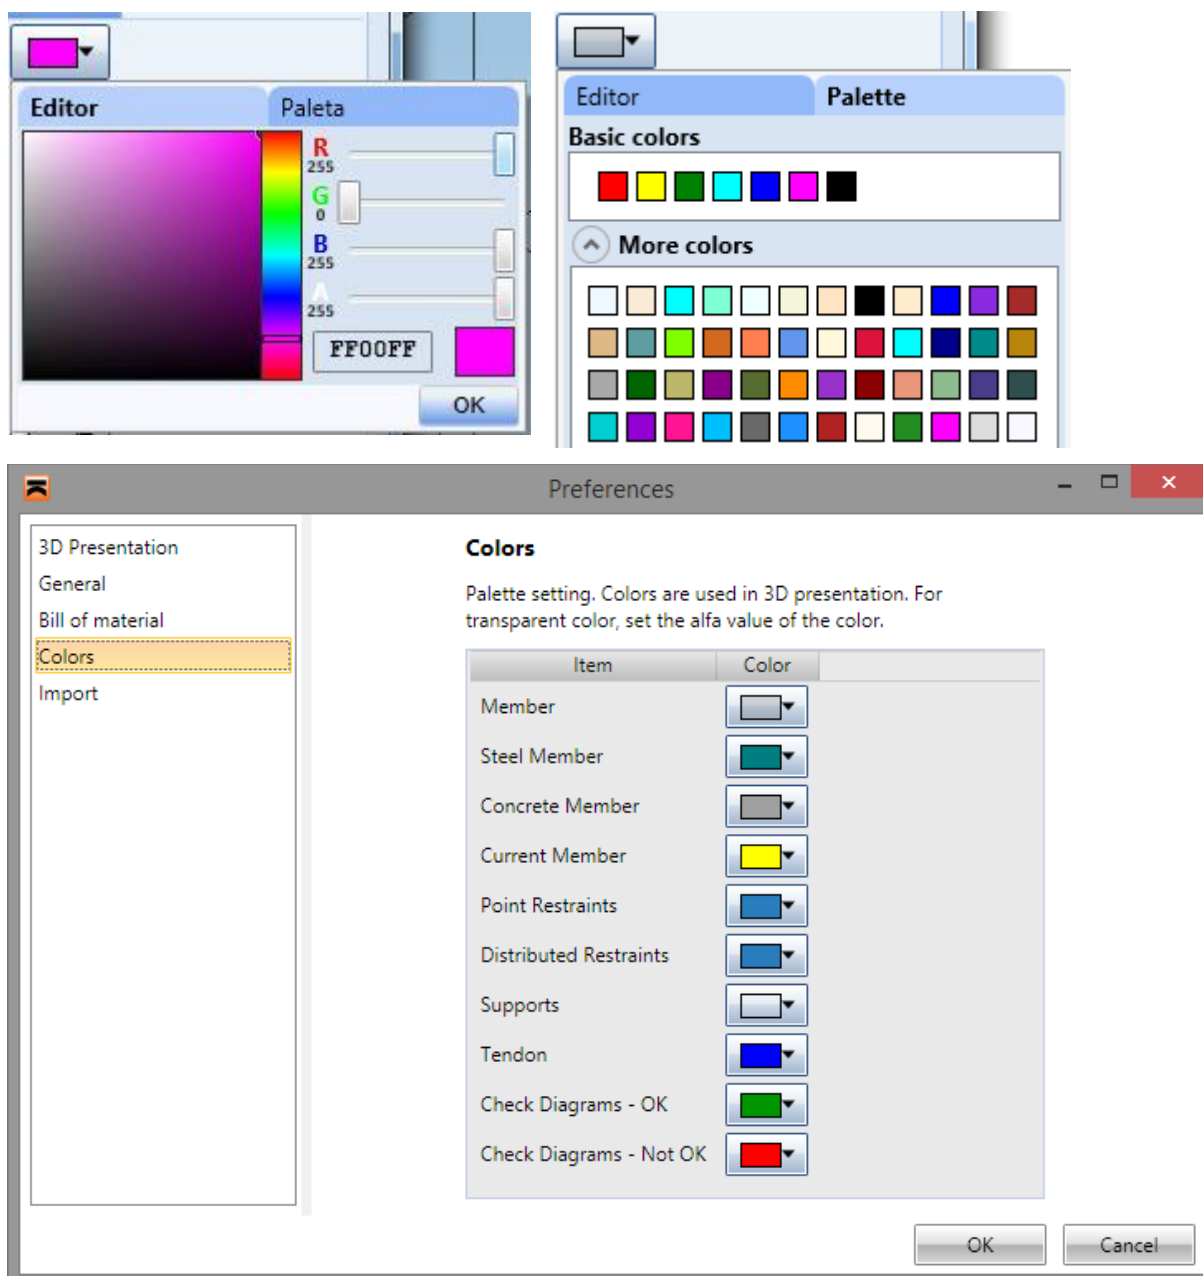 Editor
Paleta
R
255
G
0
B
255
A
255
FF00FF
OK
Editor
Palette
Basic colors
More colors
Preferences
3D Presentation
General
Bill of material
Colors
Import
Colors
Palette setting. Colors are used in 3D presentation. For
transparent color, set the alfa value of the color.
Item
Color
Member
Steel Member
Concrete Member
Current Member
Point Restraints
Distributed Restraints
Supports
Tendon
Check Diagrams - OK
Check Diagrams - Not OK
OK
Cancel